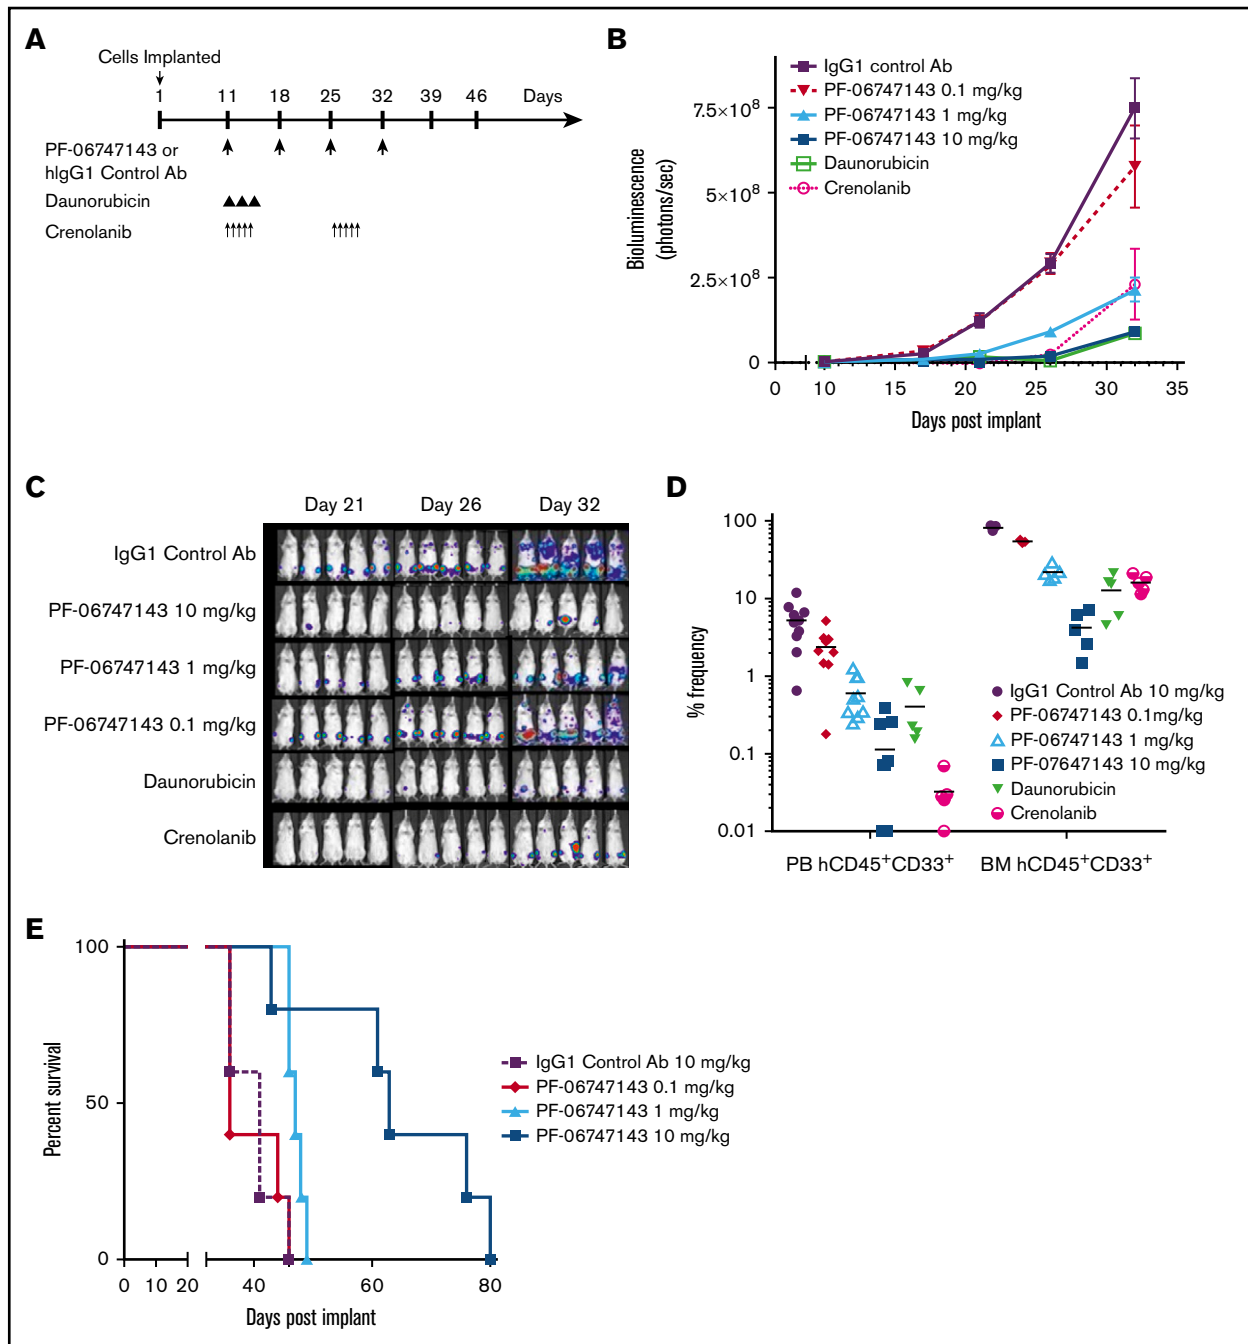 A
Cells Implanted
1 11 18 25 32 39 46 Days
PF-06747143 or
hIgG1 Control Ab
Daunorubicin
Crenolanib
B
IgG1 control Ab
PF-06747143 0.1 mg/kg
PF-06747143 1 mg/kg
PF-06747143 10 mg/kg
Daunorubicin
Crenolanib
Bioluminescence
(photons/sec)
7.5×10⁸
5×10⁸
2.5×10⁸
0
0 10 15 20 25 30 35
Days post implant
C
Day 21 Day 26 Day 32
IgG1 Control Ab
PF-06747143 10 mg/kg
PF-06747143 1 mg/kg
PF-06747143 0.1 mg/kg
Daunorubicin
Crenolanib
D
% frequency
100
10
1
0.1
0.01
IgG1 Control Ab 10 mg/kg
PF-06747143 0.1mg/kg
PF-06747143 1 mg/kg
PF-07647143 10 mg/kg
Daunorubicin
Crenolanib
PB hCD45⁺CD33⁺ BM hCD45⁺CD33⁺
E
Percent survival
100
50
0
0 10 20 40 60 80
Days post implant
IgG1 Control Ab 10 mg/kg
PF-06747143 0.1 mg/kg
PF-06747143 1 mg/kg
PF-06747143 10 mg/kg